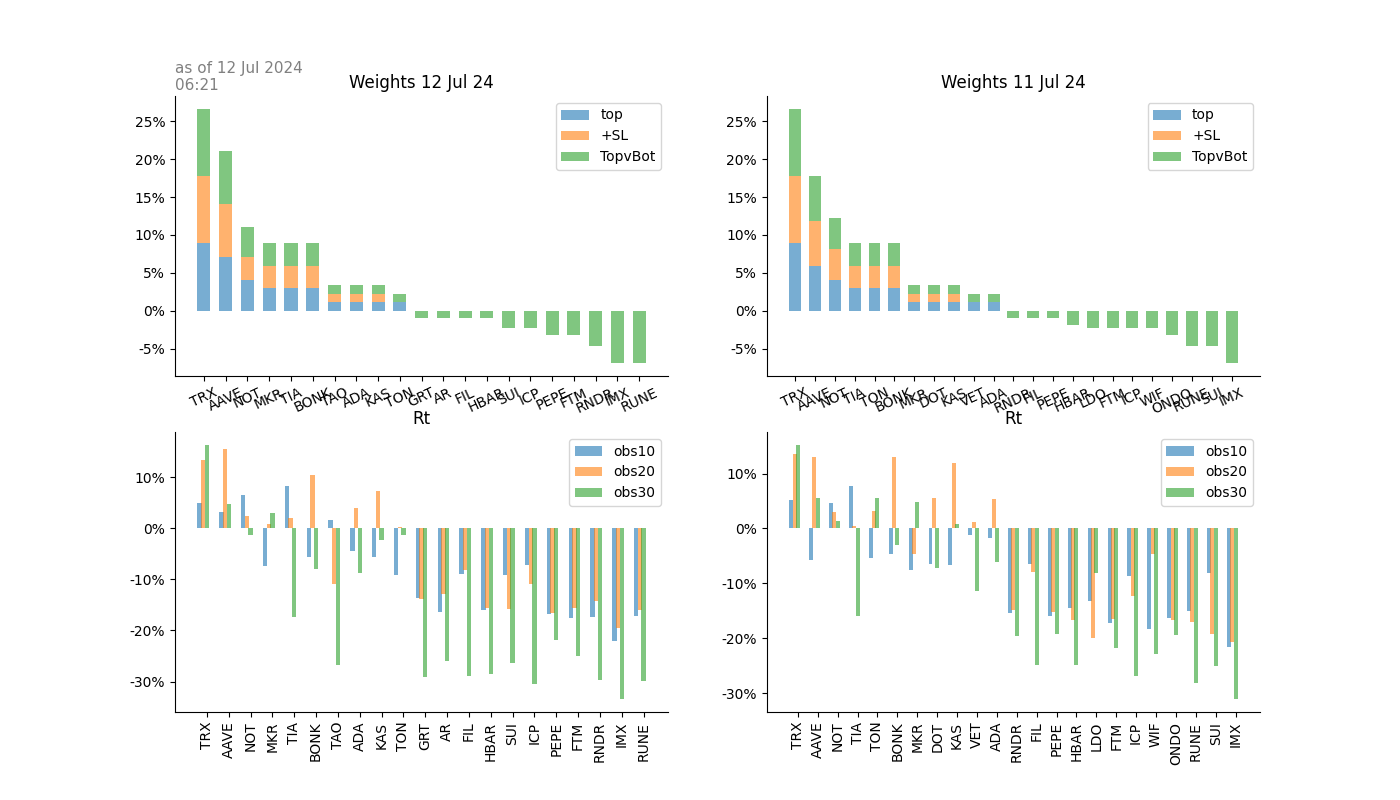 as of 12 Jul 2024
06:21
Weights 12 Jul 24
25%
20%
15%
10%
5%
0%
-5%
top
+SL
TopvBot
TRX AAVE NOT MKR TIA BONK TAO ADA KAS TON GRT AR FIL HBAR SUI ICP PEPE FTM RNDR IMX RUNE
Weights 11 Jul 24
25%
20%
15%
10%
5%
0%
-5%
top
+SL
TopvBot
TRX AAVE NOT TIA TON BONK MKR DOT KAS VET ADA RNDR FIL PEPE HBAR LDO FTM ICP WIF ONDO RUNE SUI IMX
Rt
10%
0%
-10%
-20%
-30%
obs10
obs20
obs30
TRX AAVE NOT MKR TIA BONK TAO ADA KAS TON GRT AR FIL HBAR SUI ICP PEPE FTM RNDR IMX RUNE
Rt
10%
0%
-10%
-20%
-30%
obs10
obs20
obs30
TRX AAVE NOT TIA TON BONK MKR DOT KAS VET ADA RNDR FIL PEPE HBAR LDO FTM ICP WIF ONDO RUNE SUI IMX